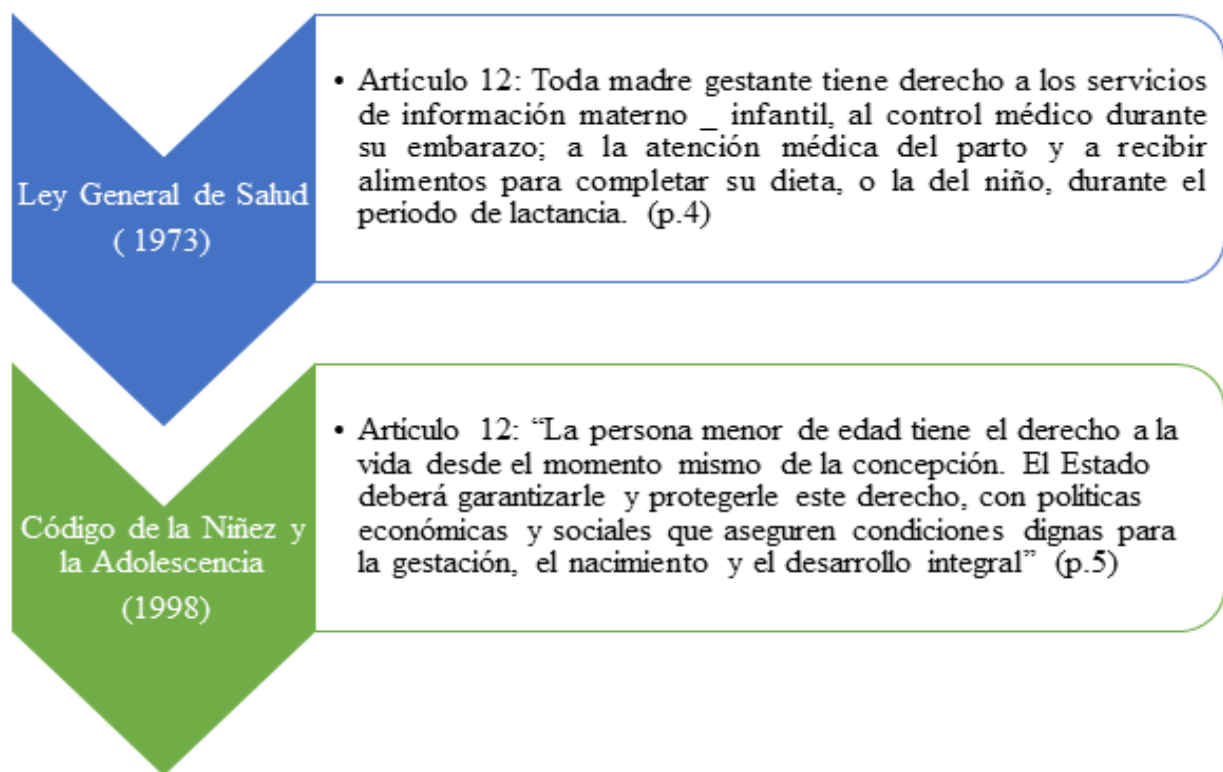 Ley General de Salud
( 1973)
• Artículo 12: Toda madre gestante tiene derecho a los servicios
de información materno _ infantil, al control médico durante
su embarazo; a la atención médica del parto y a recibir
alimentos para completar su dieta, o la del niño, durante el
período de lactancia. (p.4)
Código de la Niñez y
la Adolescencia
(1998)
• Artículo 12: “La persona menor de edad tiene el derecho a la
vida desde el momento mismo de la concepción. El Estado
deberá garantizarle y protegerle este derecho, con políticas
económicas y sociales que aseguren condiciones dignas para
la gestación, el nacimiento y el desarrollo integral” (p.5)